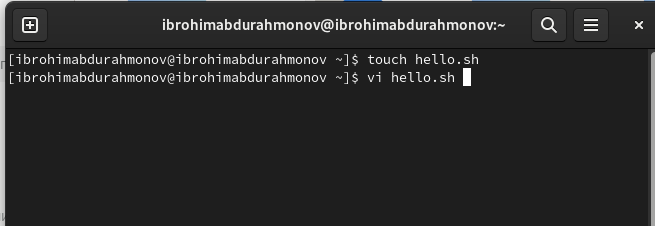 ibrohimabdurahmonov@ibrohimabdurahmonov:~
[ibrohimabdurahmonov@ibrohimabdurahmonov ~]$ touch hello.sh
[ibrohimabdurahmonov@ibrohimabdurahmonov ~]$ vi hello.sh